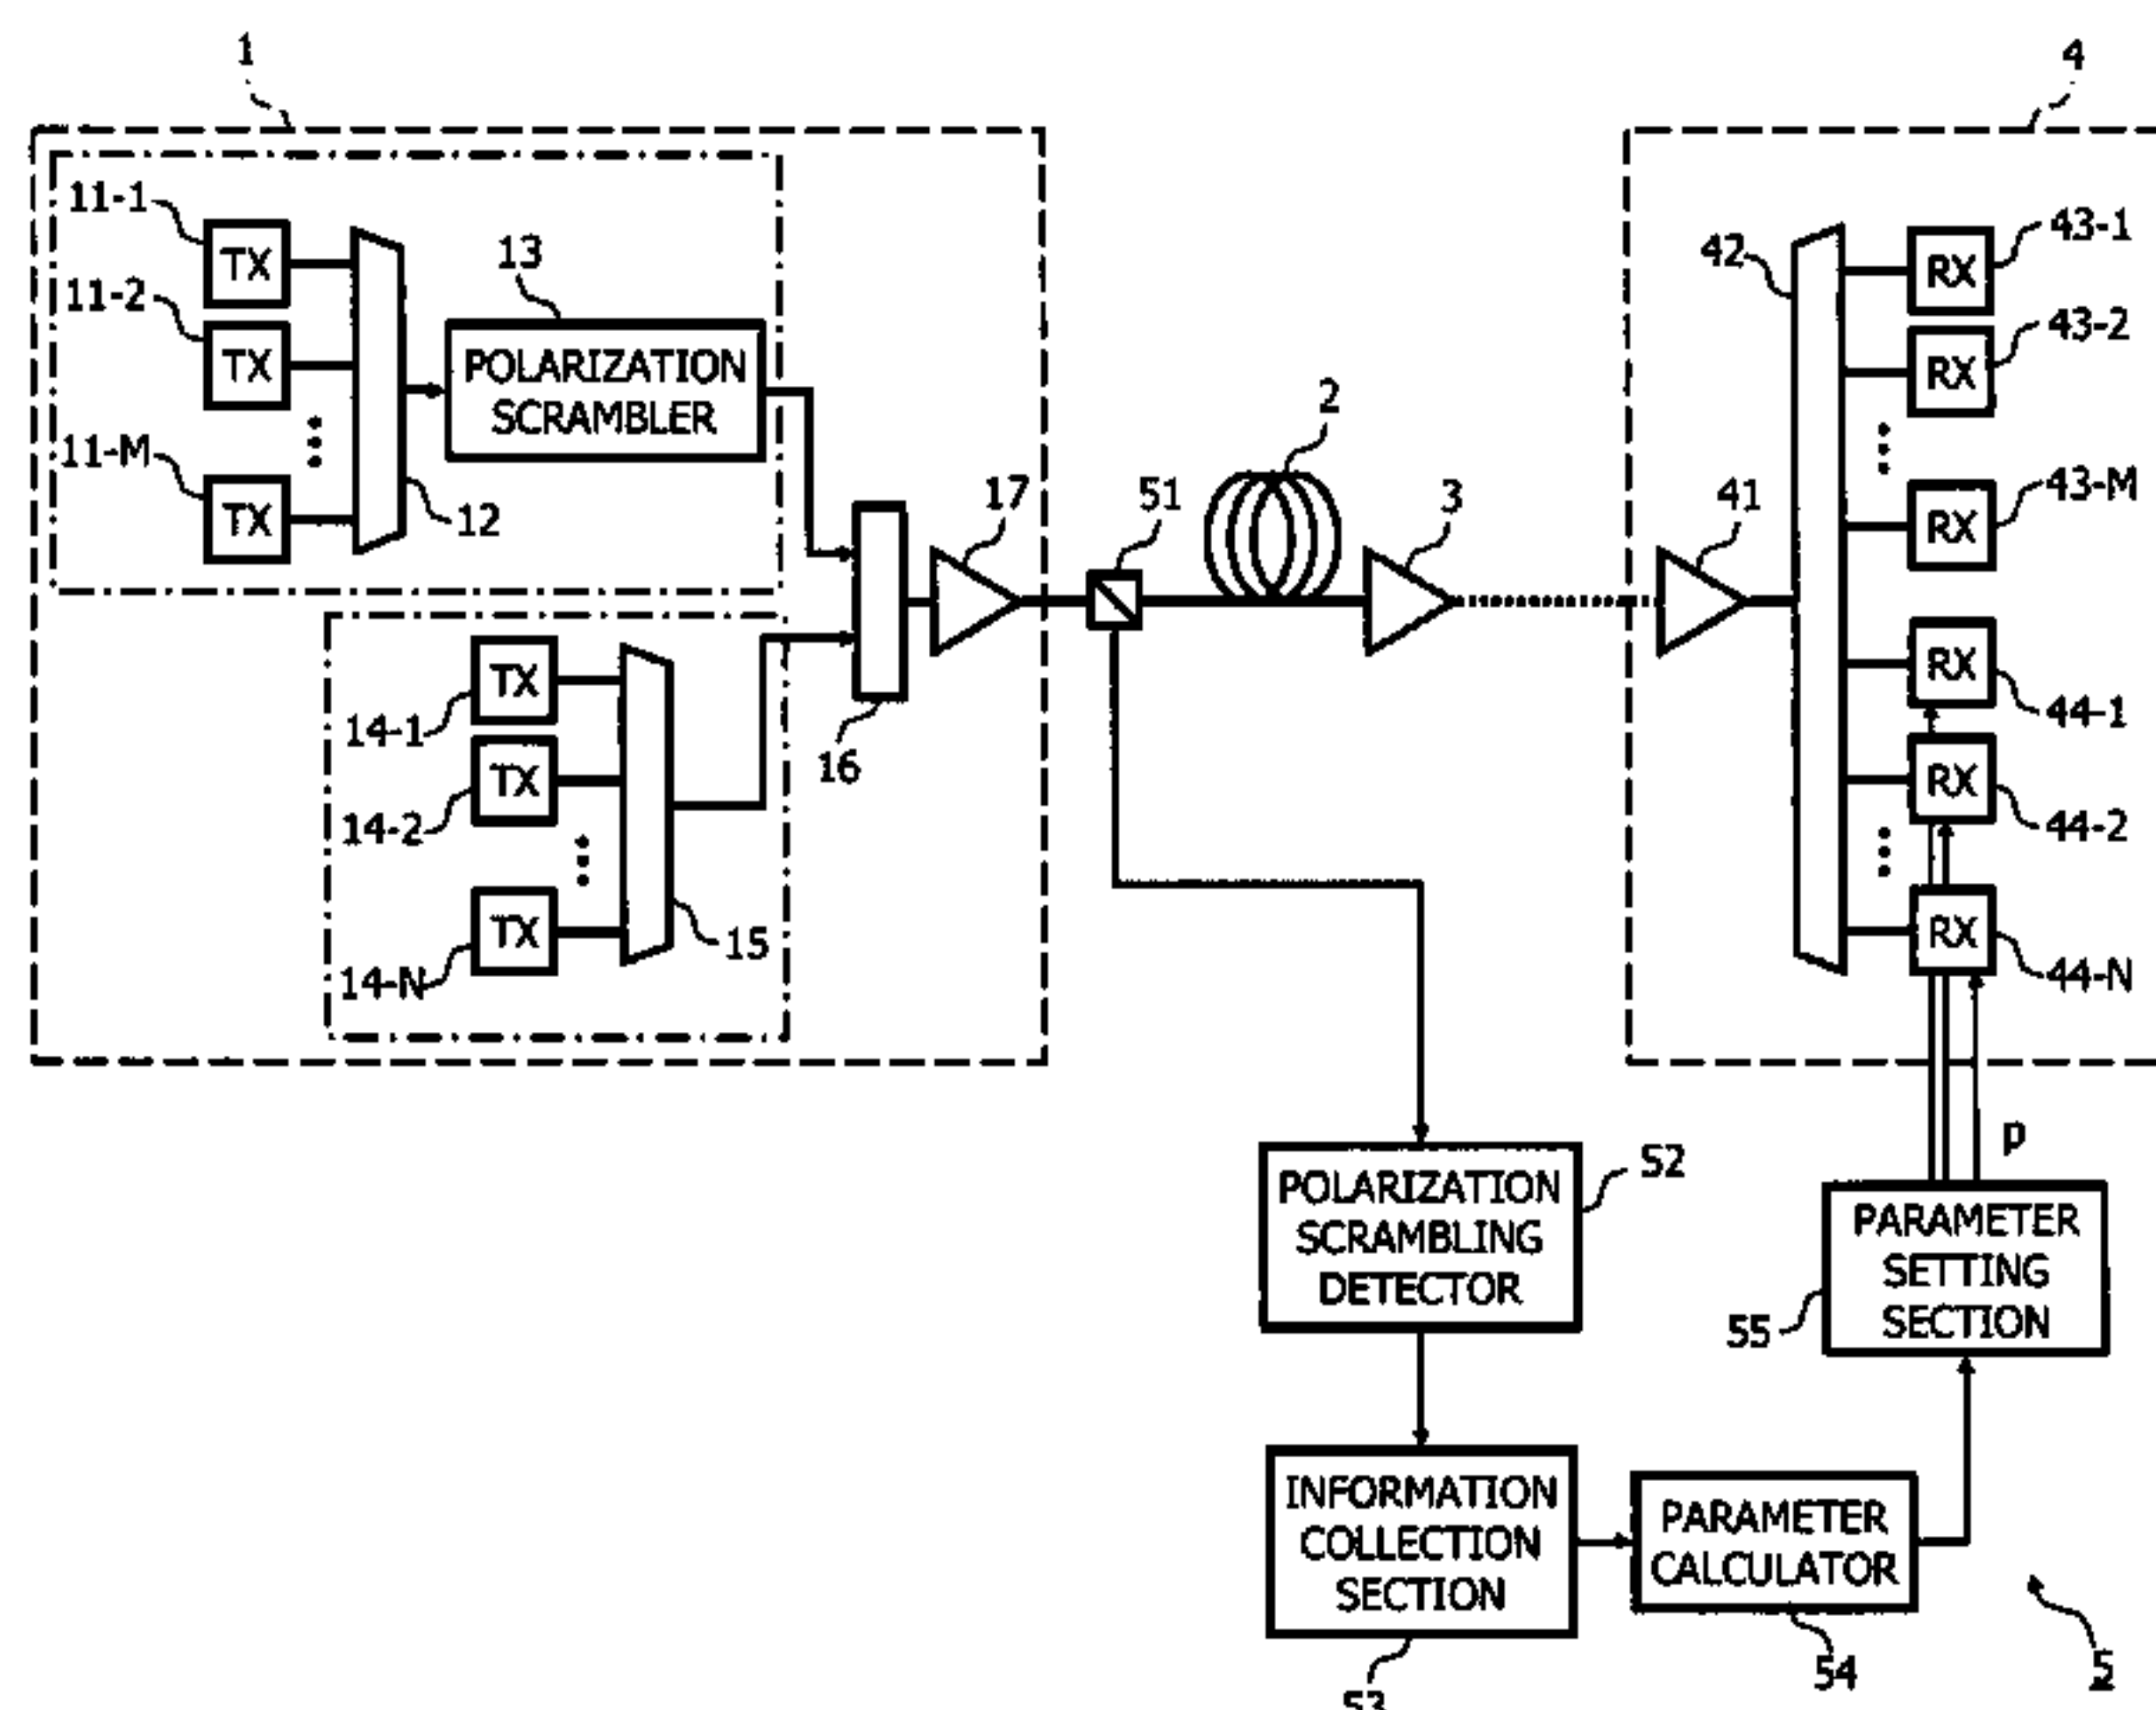 1
4
11-1
TX
11-2
TX
11-M
TX
12
13
POLARIZATION
SCRAMBLER
14-1
TX
14-2
TX
14-N
TX
15
16
17
51
2
3
41
42
RX
43-1
RX
43-2
RX
43-M
RX
44-1
RX
44-2
RX
44-N
p
POLARIZATION
SCRAMBLING
DETECTOR
52
PARAMETER
SETTING
SECTION
55
INFORMATION
COLLECTION
SECTION
53
PARAMETER
CALCULATOR
54
5